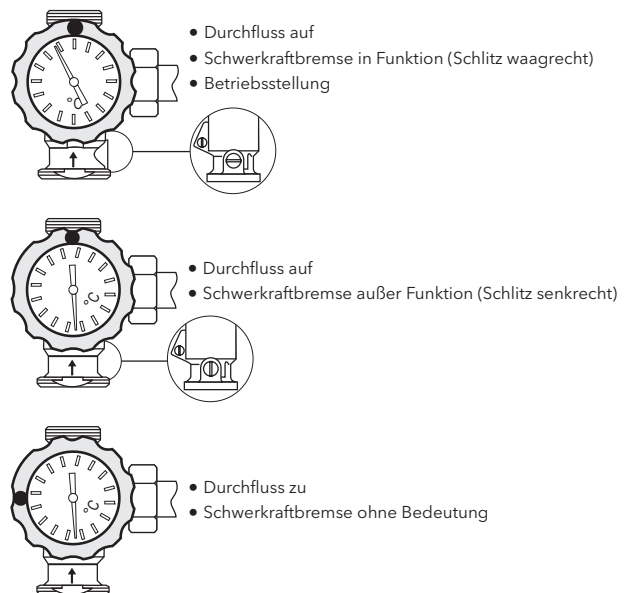 • Durchfluss auf
• Schwerkraftbremse in Funktion (Schlitz waagrecht)
• Betriebsstellung
°C
• Durchfluss auf
• Schwerkraftbremse außer Funktion (Schlitz senkrecht)
°C
• Durchfluss zu
• Schwerkraftbremse ohne Bedeutung
°C